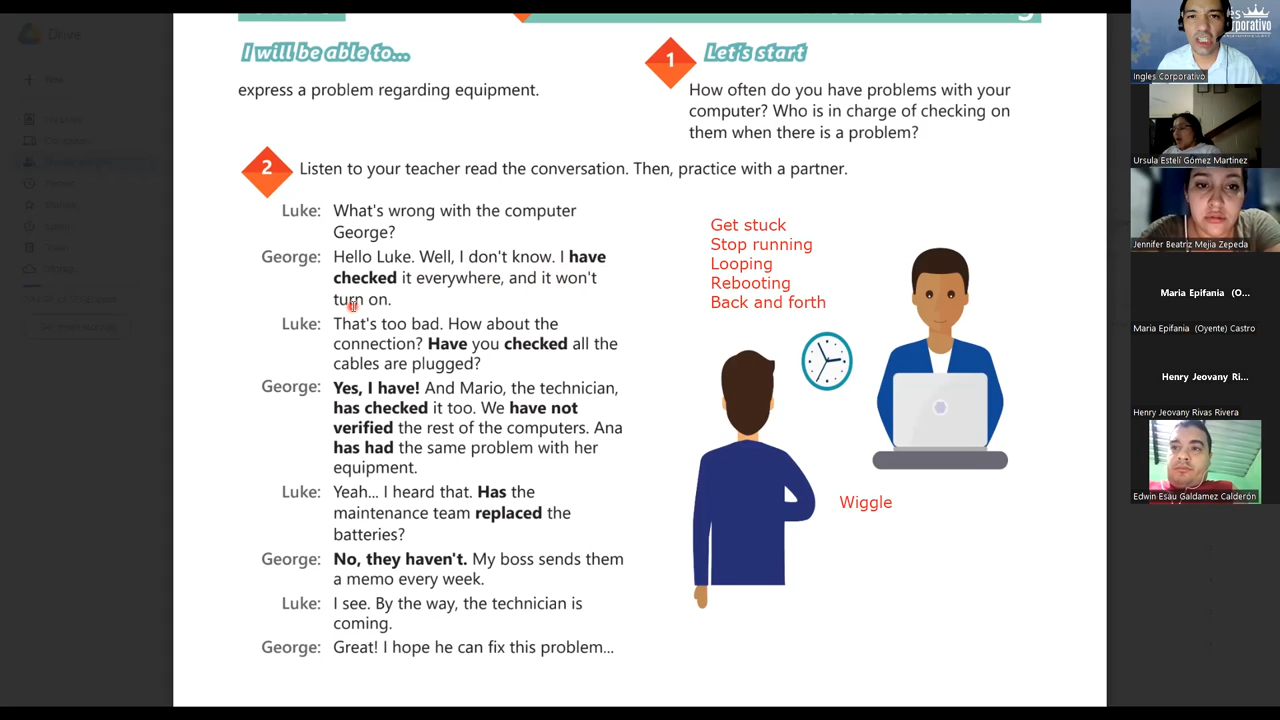 Drive
New
I will be able to...
express a problem regarding equipment.
1
Let's start
How often do you have problems with your
computer? Who is in charge of checking on
them when there is a problem?
2
Listen to your teacher read the conversation. Then, practice with a partner.
Luke: What's wrong with the computer
George?
George: Hello Luke. Well, I don't know. I have
checked it everywhere, and it won't
turn on.
Luke: That's too bad. How about the
connection? Have you checked all the
cables are plugged?
George: Yes, I have! And Mario, the technician,
has checked it too. We have not
verified the rest of the computers. Ana
has had the same problem with her
equipment.
Luke: Yeah... I heard that. Has the
maintenance team replaced the
batteries?
George: No, they haven't. My boss sends them
a memo every week.
Luke: I see. By the way, the technician is
coming.
George: Great! I hope he can fix this problem...
Get stuck
Stop running
Looping
Rebooting
Back and forth
Wiggle
Ingles Corporativo
Ursula Estelí Gómez Martínez
Jennifer Beatriz Mejia Zepeda
Maria Epifania (O...
Maria Epifania (Oyente) Castro
Henry Jeovany Ri...
Henry Jeovany Rivas Rivera
Edwin Esaú Galdamez Calderón